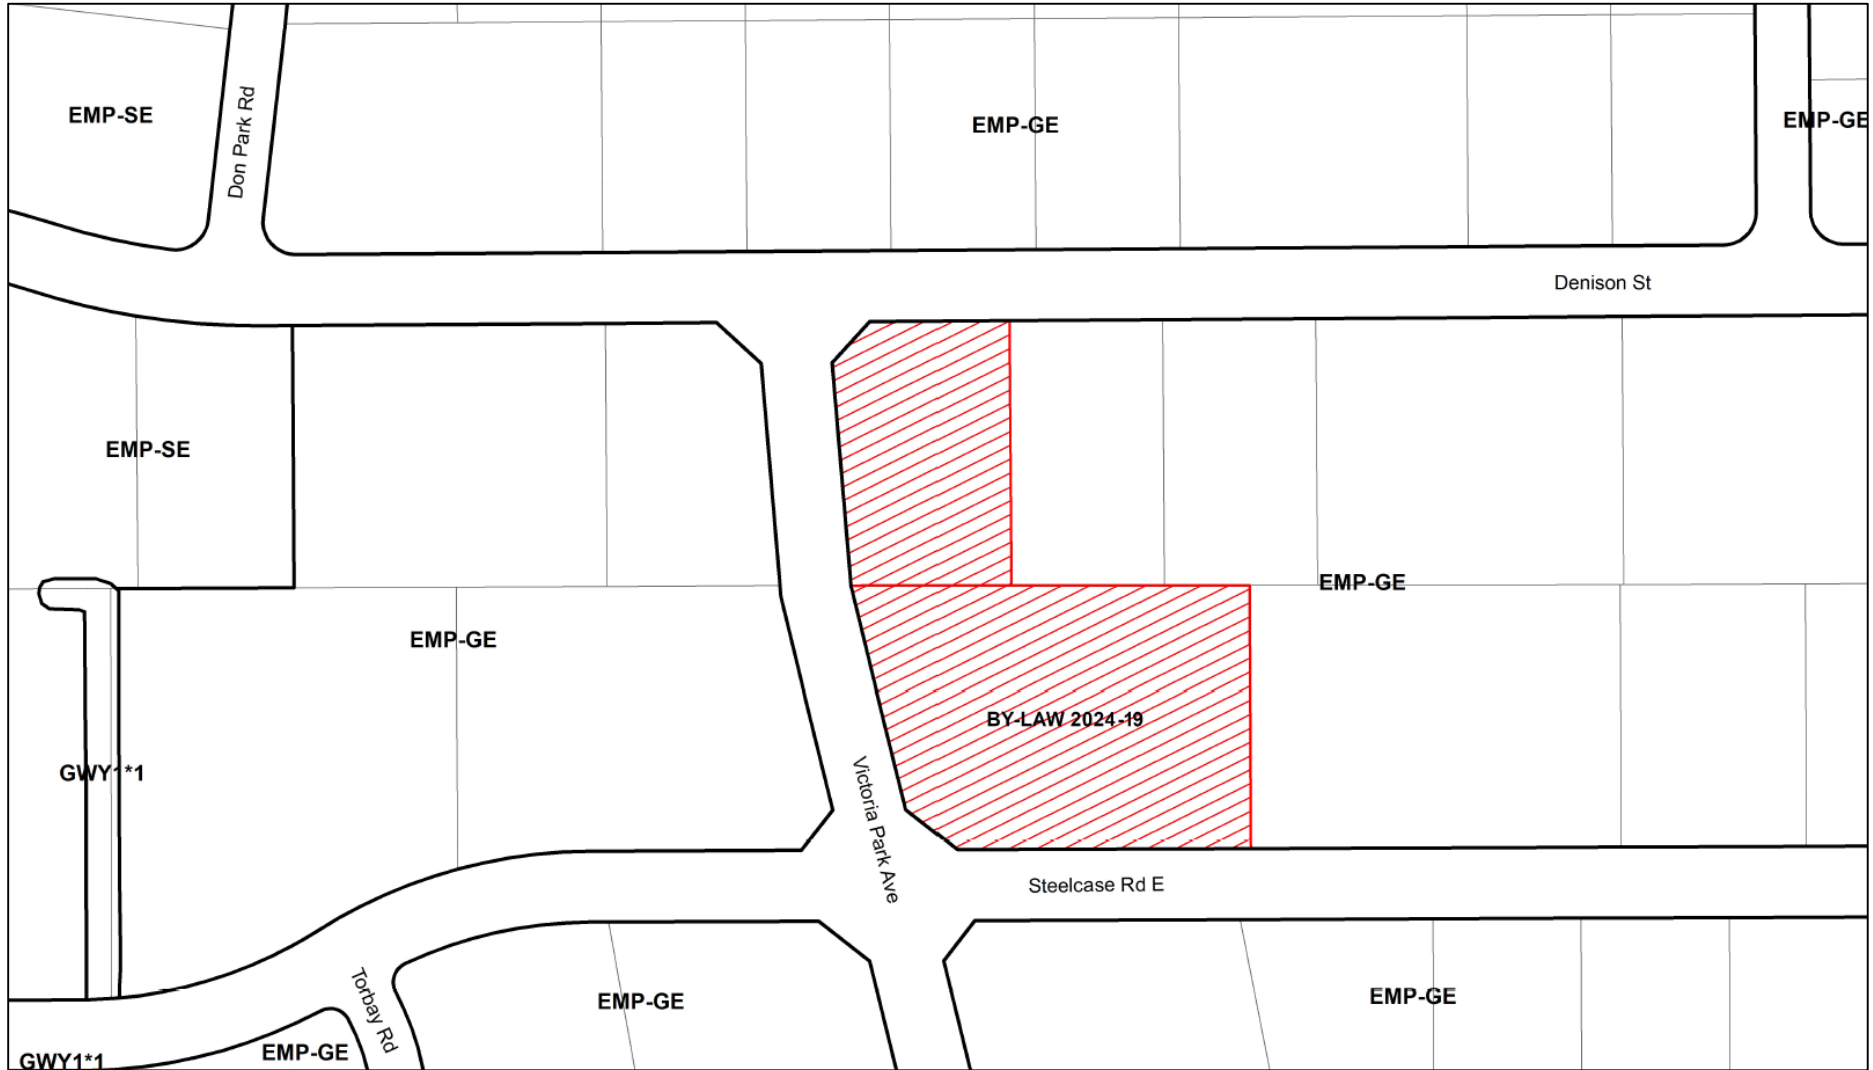 EMP-SE
Don Park Rd
EMP-GE
EMP-GE
Denison St
EMP-SE
EMP-GE
EMP-GE
BY-LAW 2024-19
GWY1*1
Victoria Park Ave
Steelcase Rd E
Torbay Rd
EMP-GE
EMP-GE
EMP-GE
GWY1*1